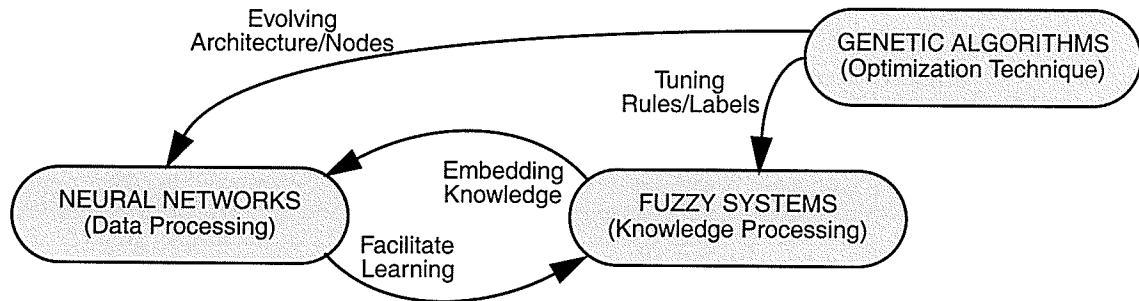 Evolving
Architecture/Nodes
GENETIC ALGORITHMS
(Optimization Technique)
Tuning
Rules/Labels
Embedding
Knowledge
NEURAL NETWORKS
(Data Processing)
FUZZY SYSTEMS
(Knowledge Processing)
Facilitate
Learning